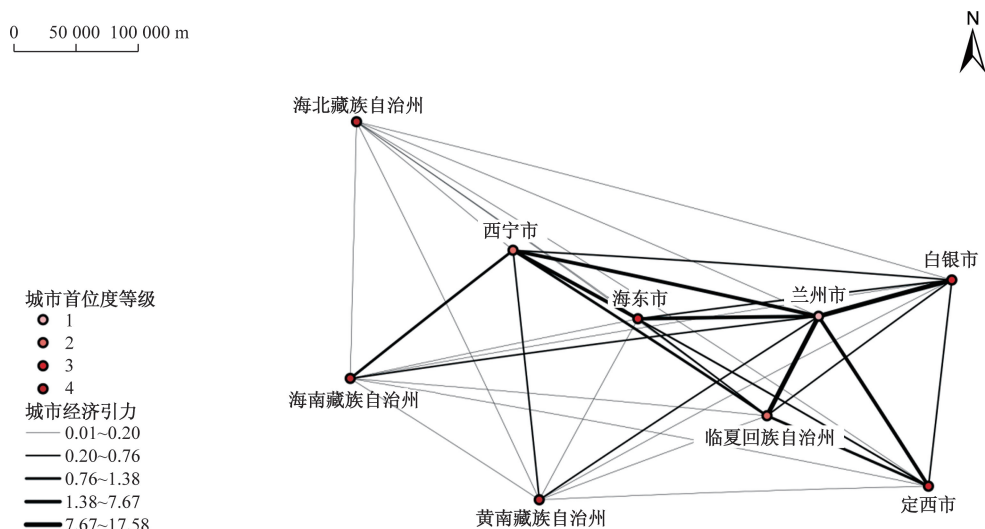 N
0 50 000 100 000 m
海北藏族自治州
西宁市
白银市
海东市
兰州市
城市首位度等级
1
2
3
4
海南藏族自治州
城市经济引力
0.01~0.20
0.20~0.76
0.76~1.38
1.38~7.67
7.67~17.58
临夏回族自治州
定西市
黄南藏族自治州